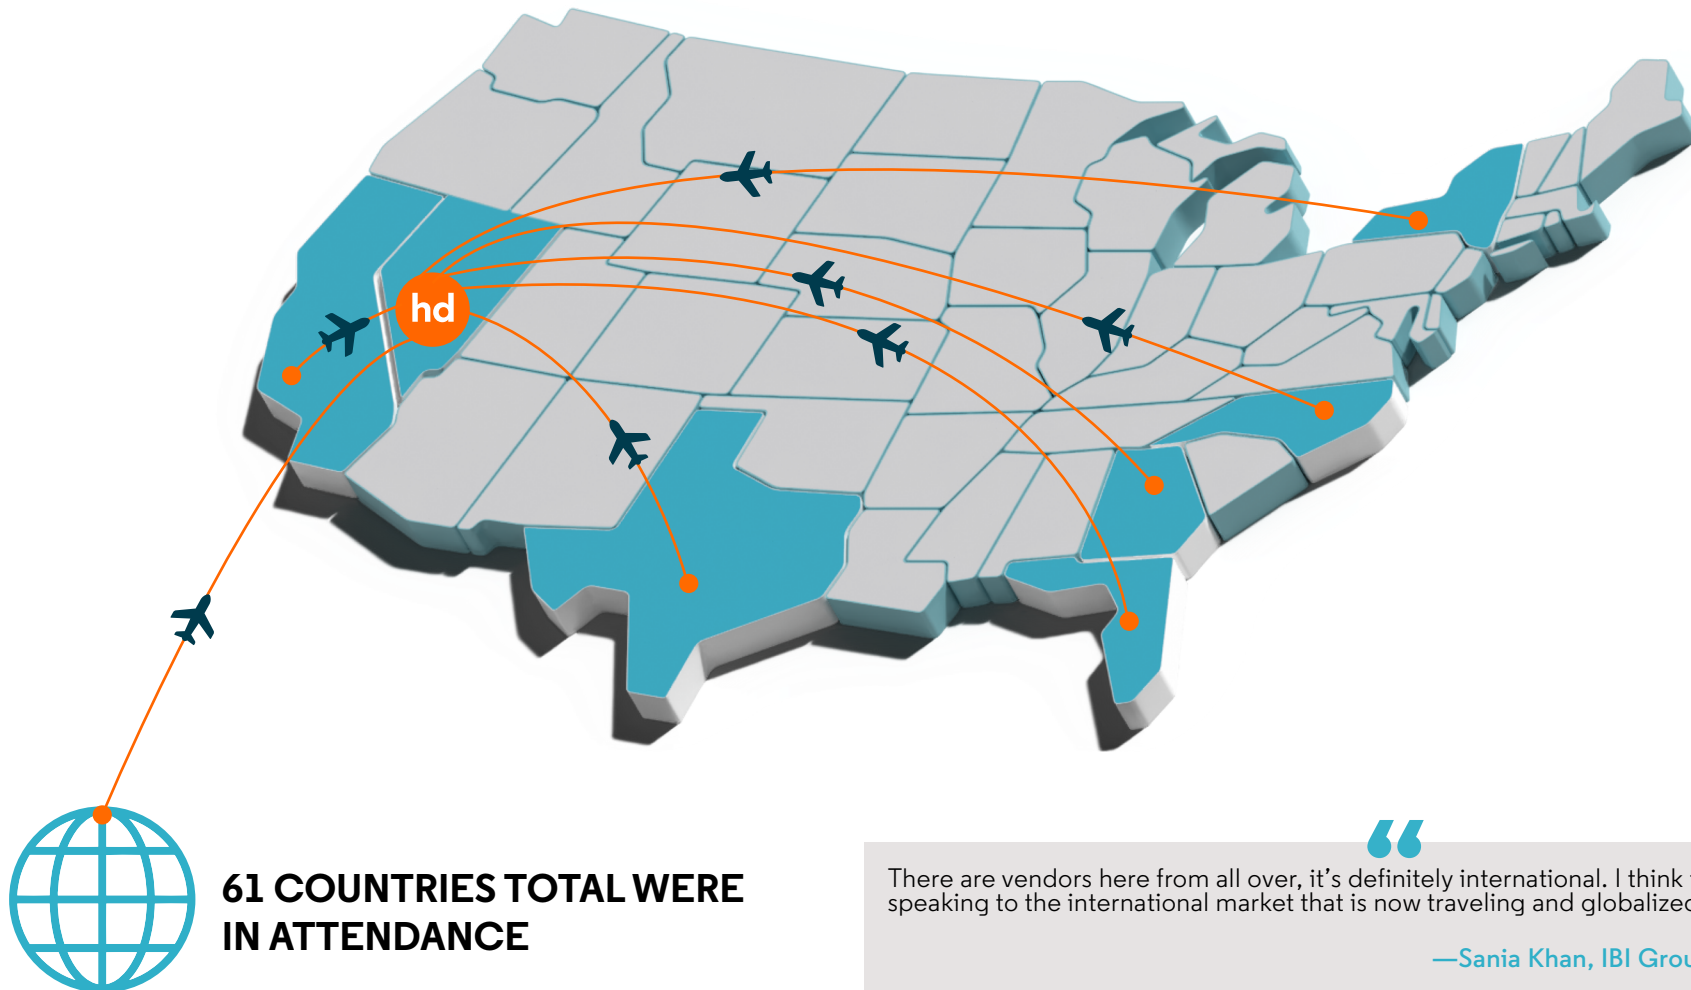 hd
61 COUNTRIES TOTAL WERE
IN ATTENDANCE
“
There are vendors here from all over, it’s definitely international. I think
speaking to the international market that is now traveling and globalized
—Sania Khan, IBI Grou